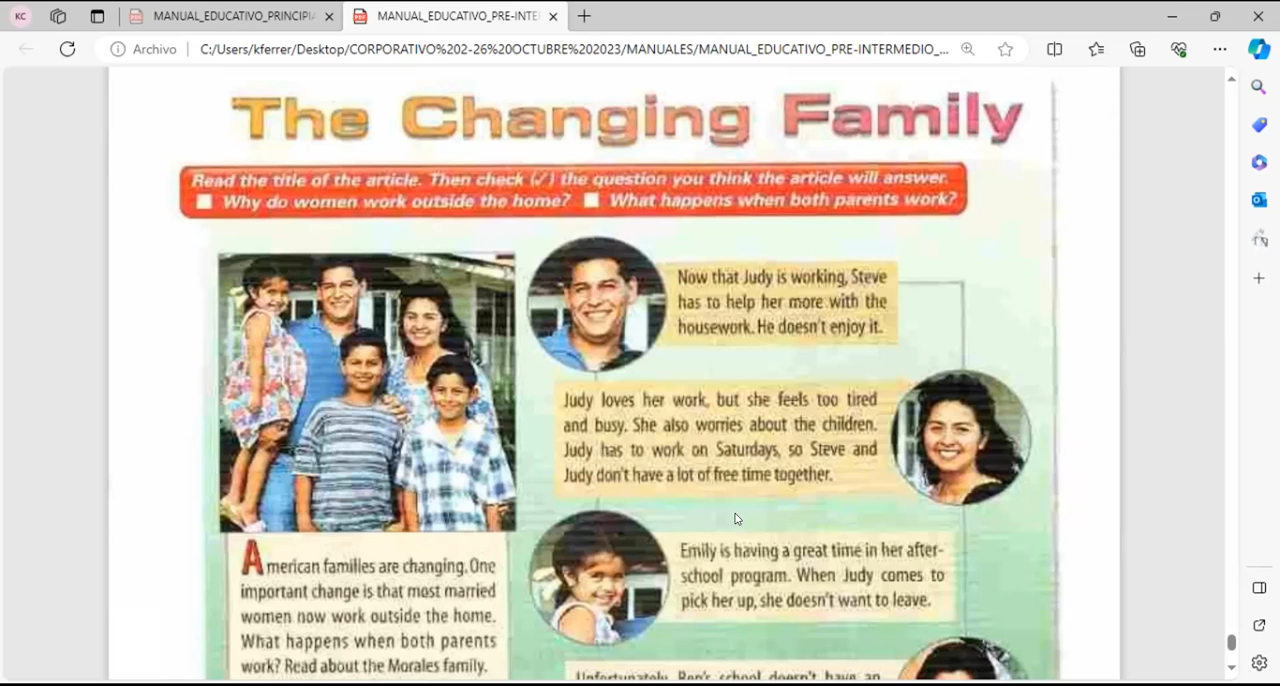 KC
MANUAL_EDUCATIVO_PRINCIPIA
MANUAL_EDUCATIVO_PRE-INTE
Archivo
C:/Users/kferrer/Desktop/CORPORATIVO%202-26%20OCTUBRE%202023/MANUALES/MANUAL_EDUCATIVO_PRE-INTERMEDIO_...
The Changing Family
Read the title of the article. Then check (✓) the question you think the article will answer.
Why do women work outside the home? What happens when both parents work?
Now that Judy is working, Steve
has to help her more with the
housework. He doesn't enjoy it.
Judy loves her work, but she feels too tired
and busy. She also worries about the children.
Judy has to work on Saturdays, so Steve and
Judy don't have a lot of free time together.
American families are changing. One
important change is that most married
women now work outside the home.
What happens when both parents
work? Read about the Morales family.
Emily is having a great time in her after-
school program. When Judy comes to
pick her up, she doesn't want to leave.
Unfortunately, Ben's school doesn't have an